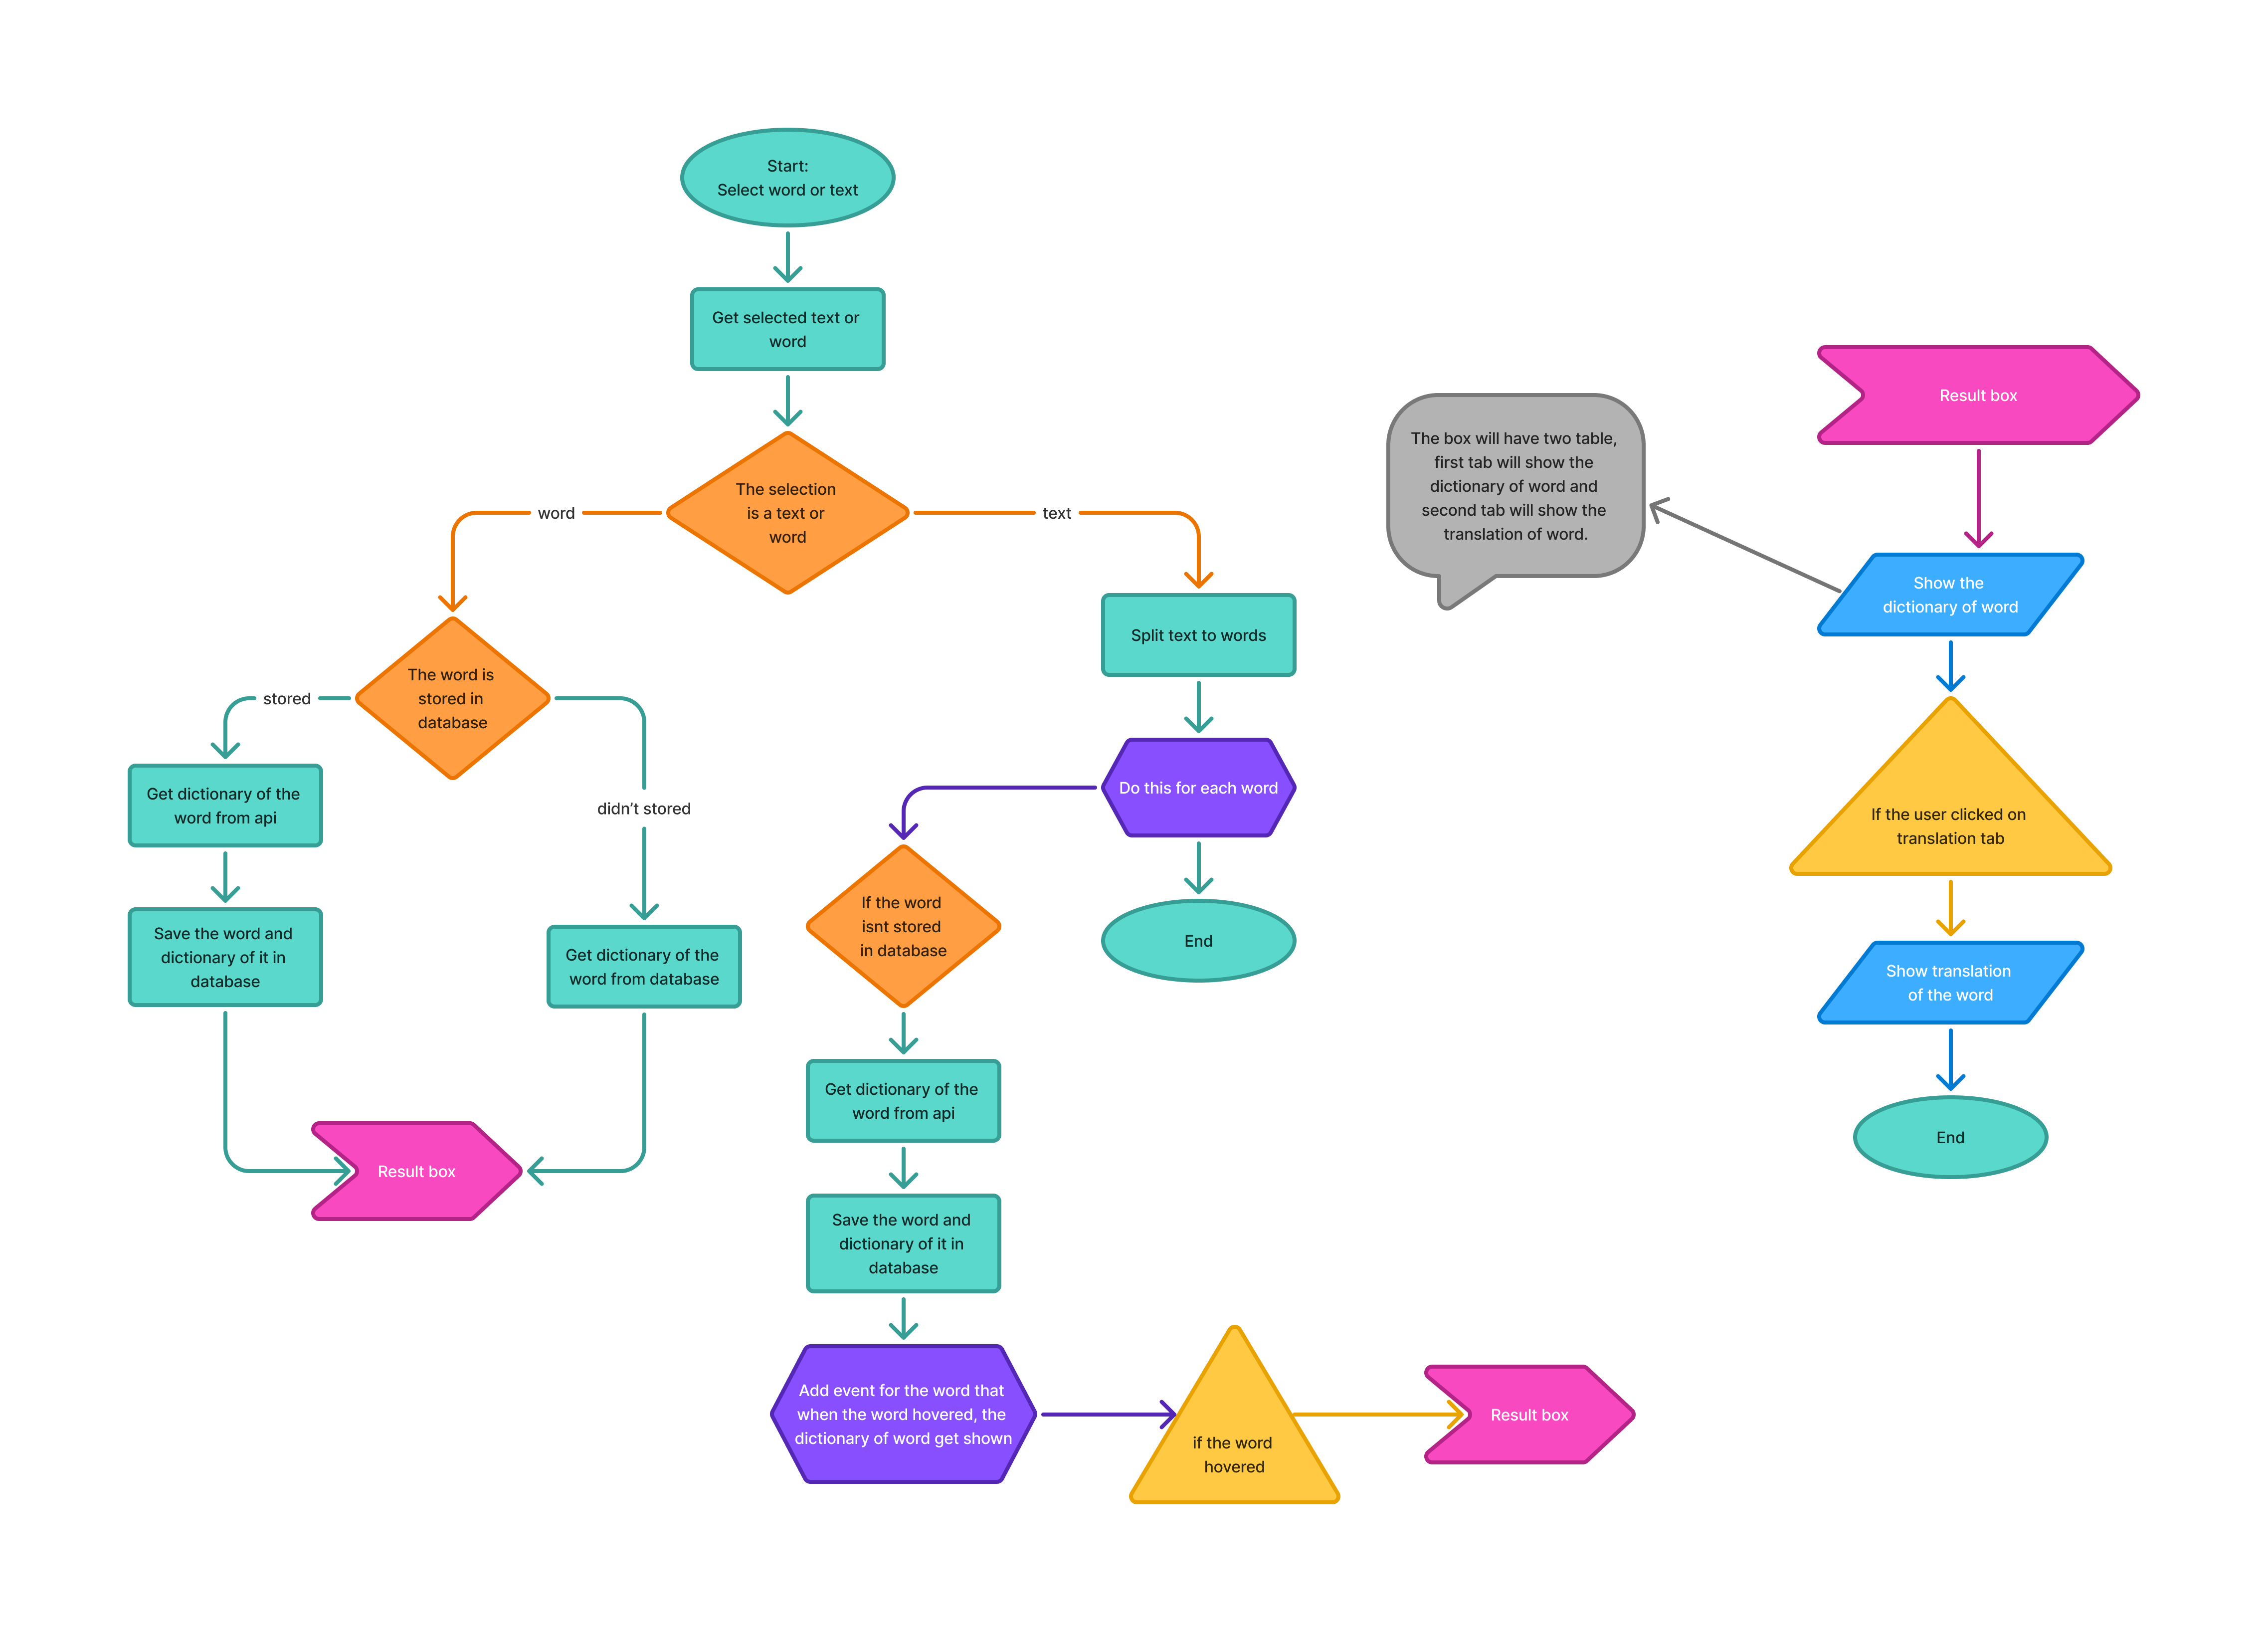 Start:
Select word or text
Get selected text or
word
The selection
is a text or
word
word
text
The word is
stored in
database
stored
didn't stored
Get dictionary of the
word from api
Save the word and
dictionary of it in
database
Get dictionary of the
word from database
Result box
Split text to words
Do this for each word
End
If the word
isnt stored
in database
Get dictionary of the
word from api
Save the word and
dictionary of it in
database
Add event for the word that
when the word hovered, the
dictionary of word get shown
if the word
hovered
Result box
The box will have two table,
first tab will show the
dictionary of word and
second tab will show the
translation of word.
Result box
Show the
dictionary of word
If the user clicked on
translation tab
Show translation
of the word
End